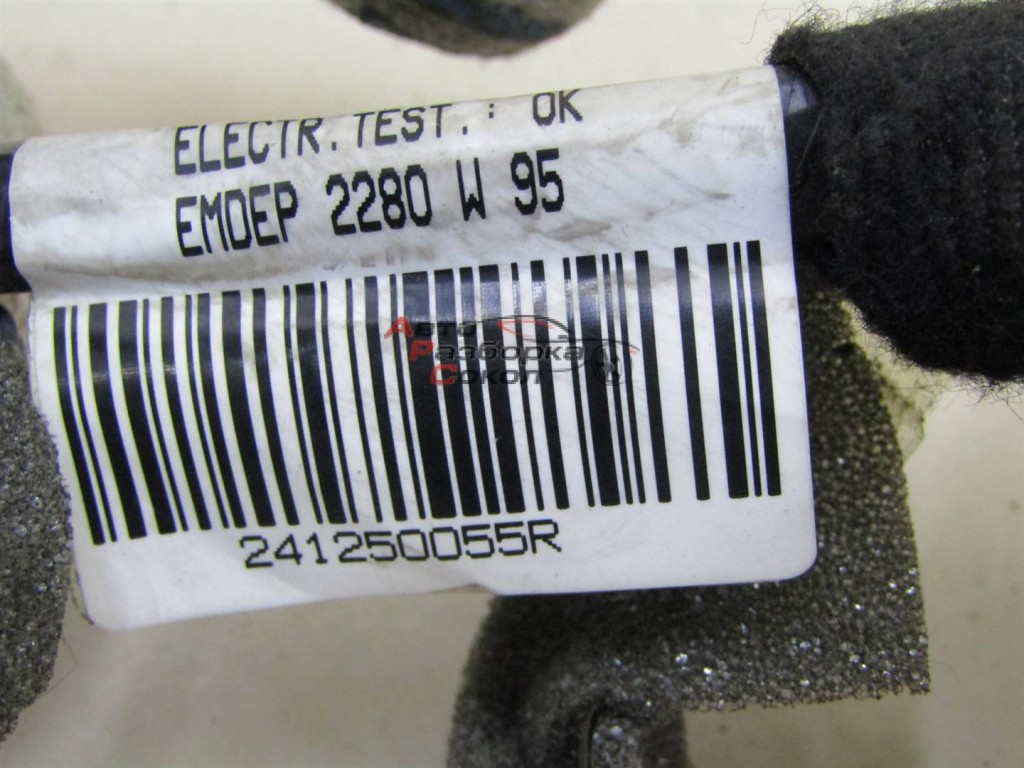 ELECTR.TEST.: OK
EMDEP 2280 W 95
Авто
Разборка
Сокол
241250055R